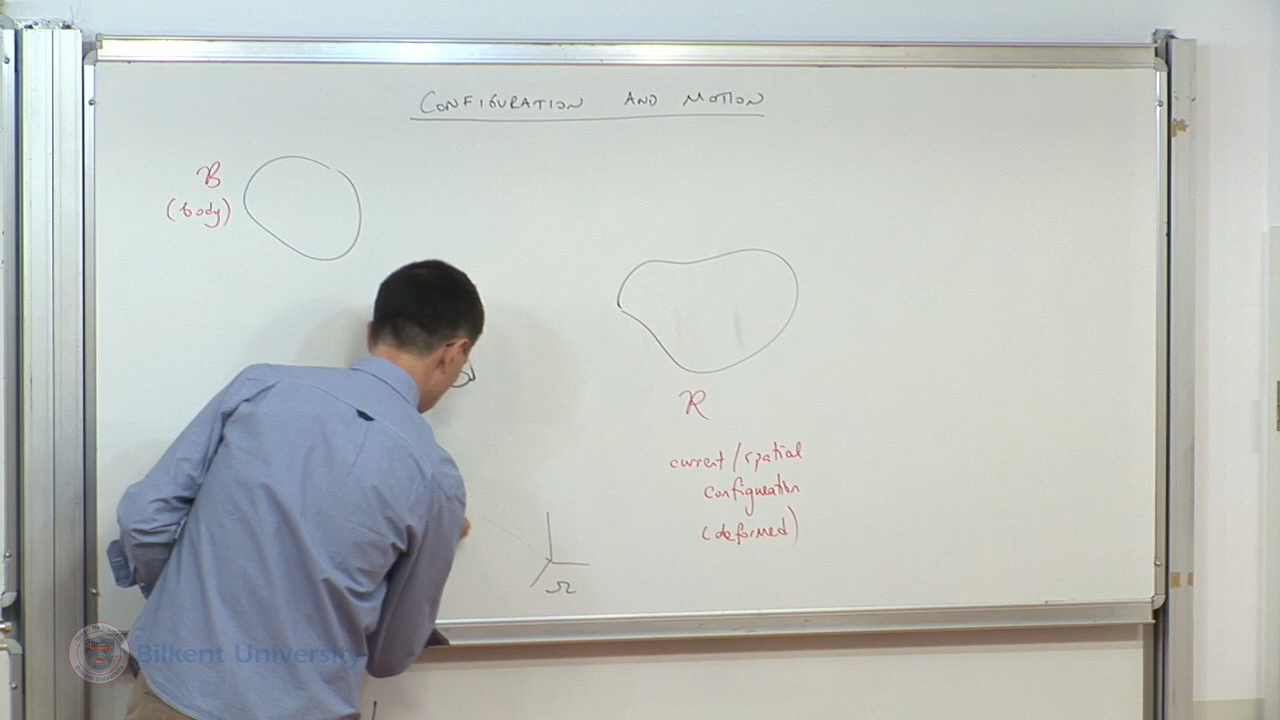 CONFIGURATION AND MOTION
B
(body)
R
current/spatial
configuration
(deformed)
Ω
Bilkent University